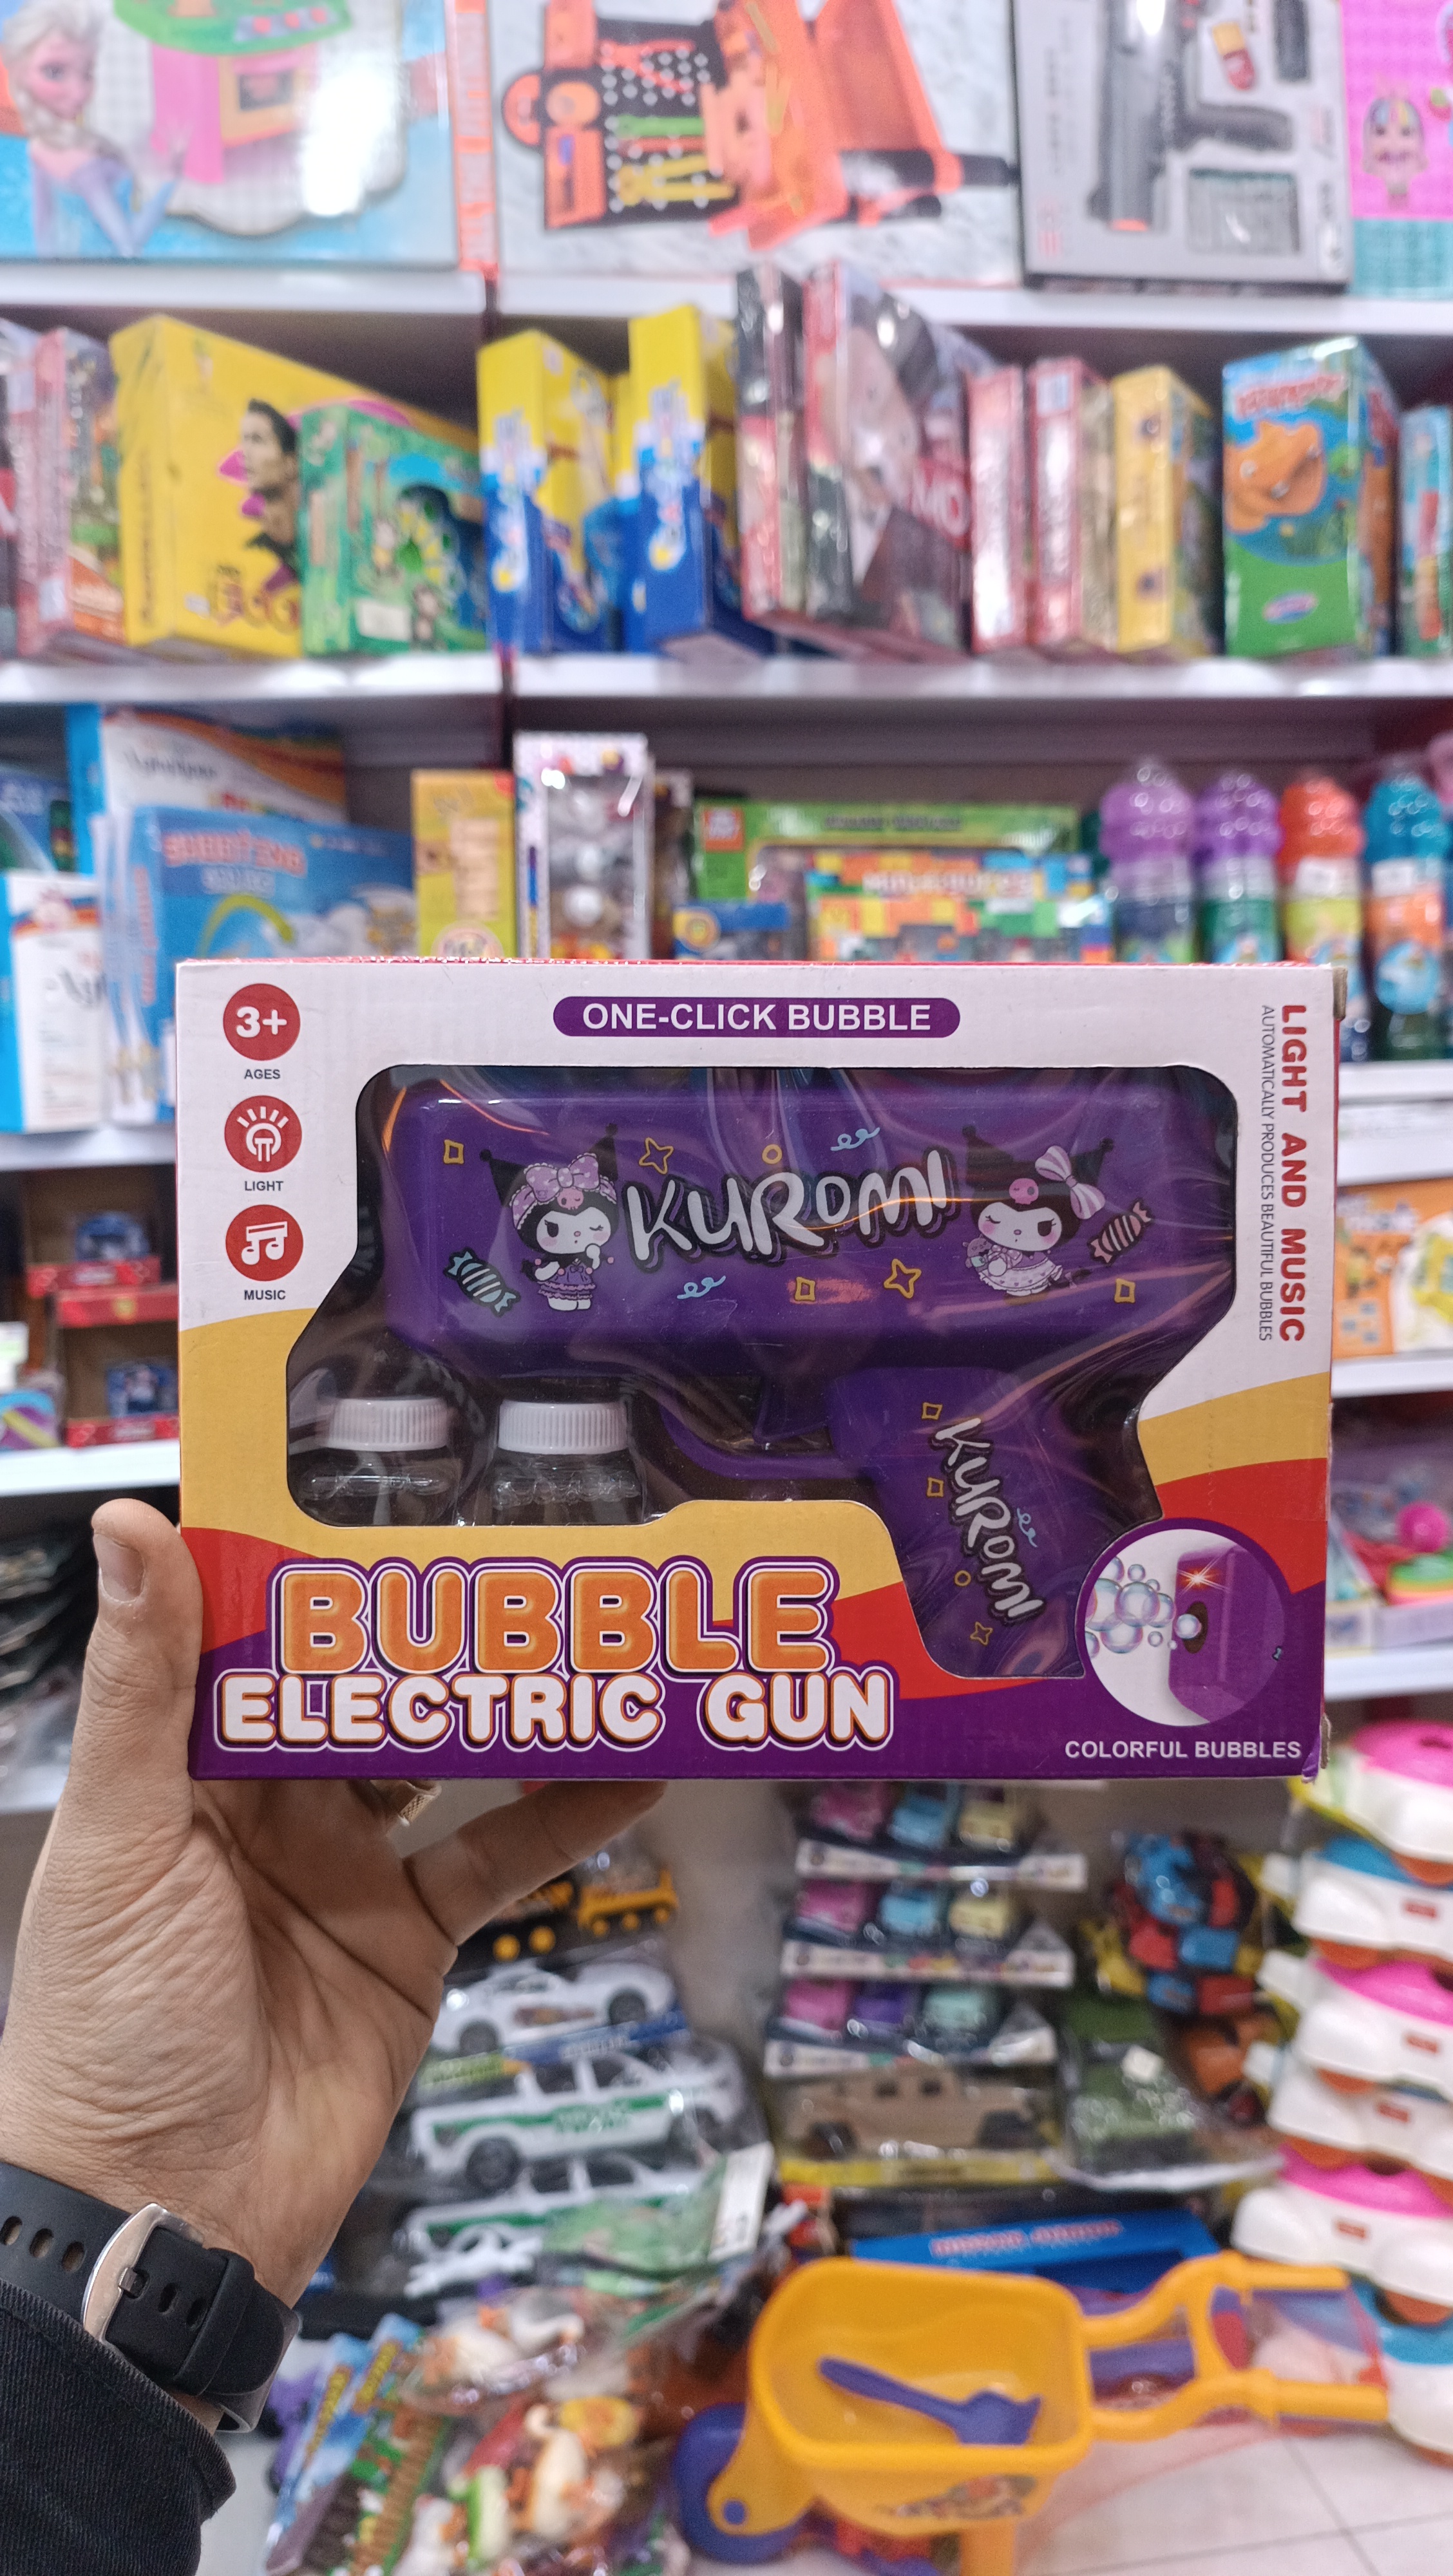 3+
AGES
LIGHT
MUSIC
ONE-CLICK BUBBLE
LIGHT AND MUSIC
AUTOMATICALLY PRODUCES BEAUTIFUL BUBBLES
KUROMI
KUROMI
BUBBLE
ELECTRIC GUN
COLORFUL BUBBLES